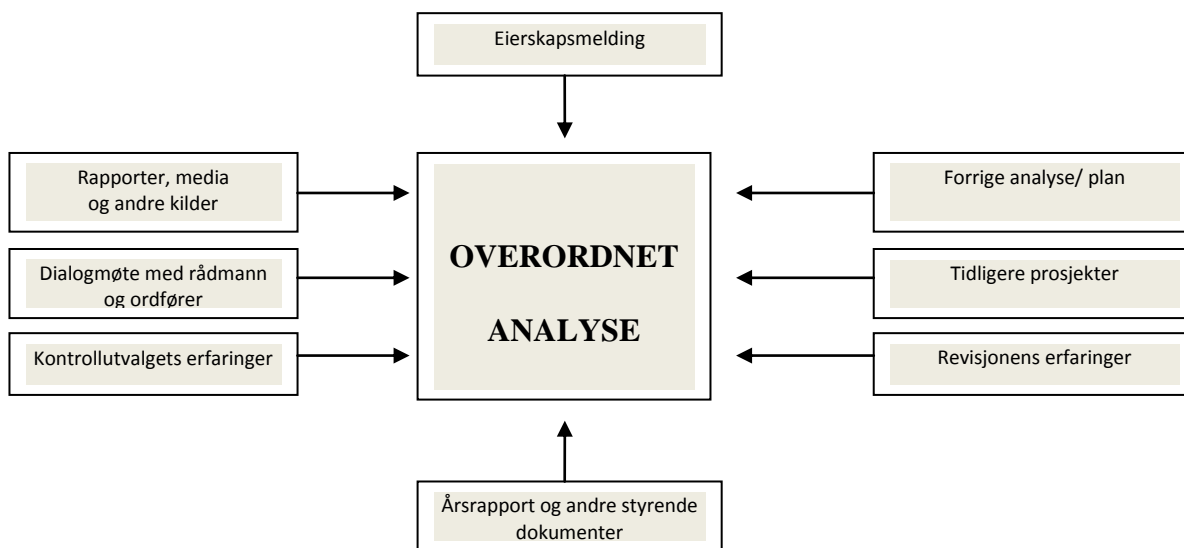 Eierskapsmelding
Rapporter, media
og andre kilder
Dialogmøte med rådmann
og ordfører
Kontrollutvalgets erfaringer
OVERORDNET
ANALYSE
Forrige analyse/ plan
Tidligere prosjekter
Revisjonens erfaringer
Årsrapport og andre styrende
dokumenter